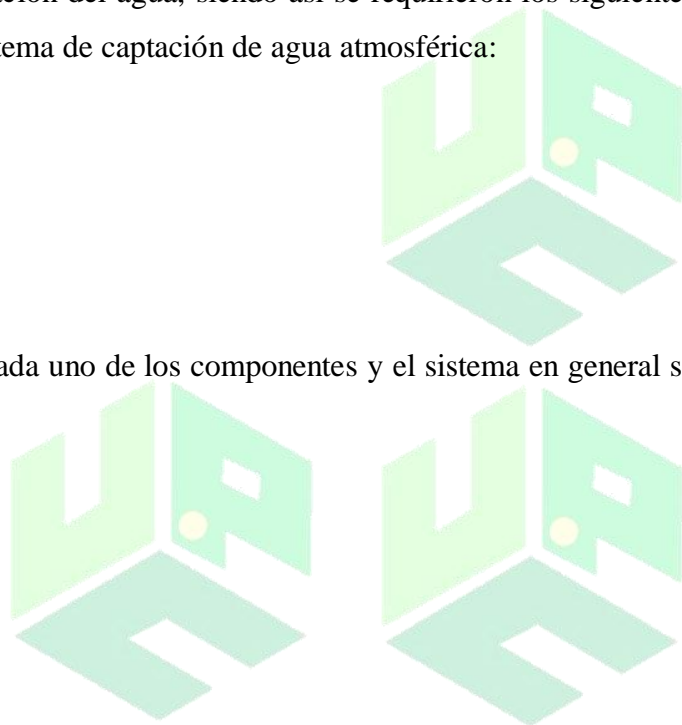 ación del agua, siendo así se requirieron los siguiente
tema de captación de agua atmosférica:
ada uno de los componentes y el sistema en general s